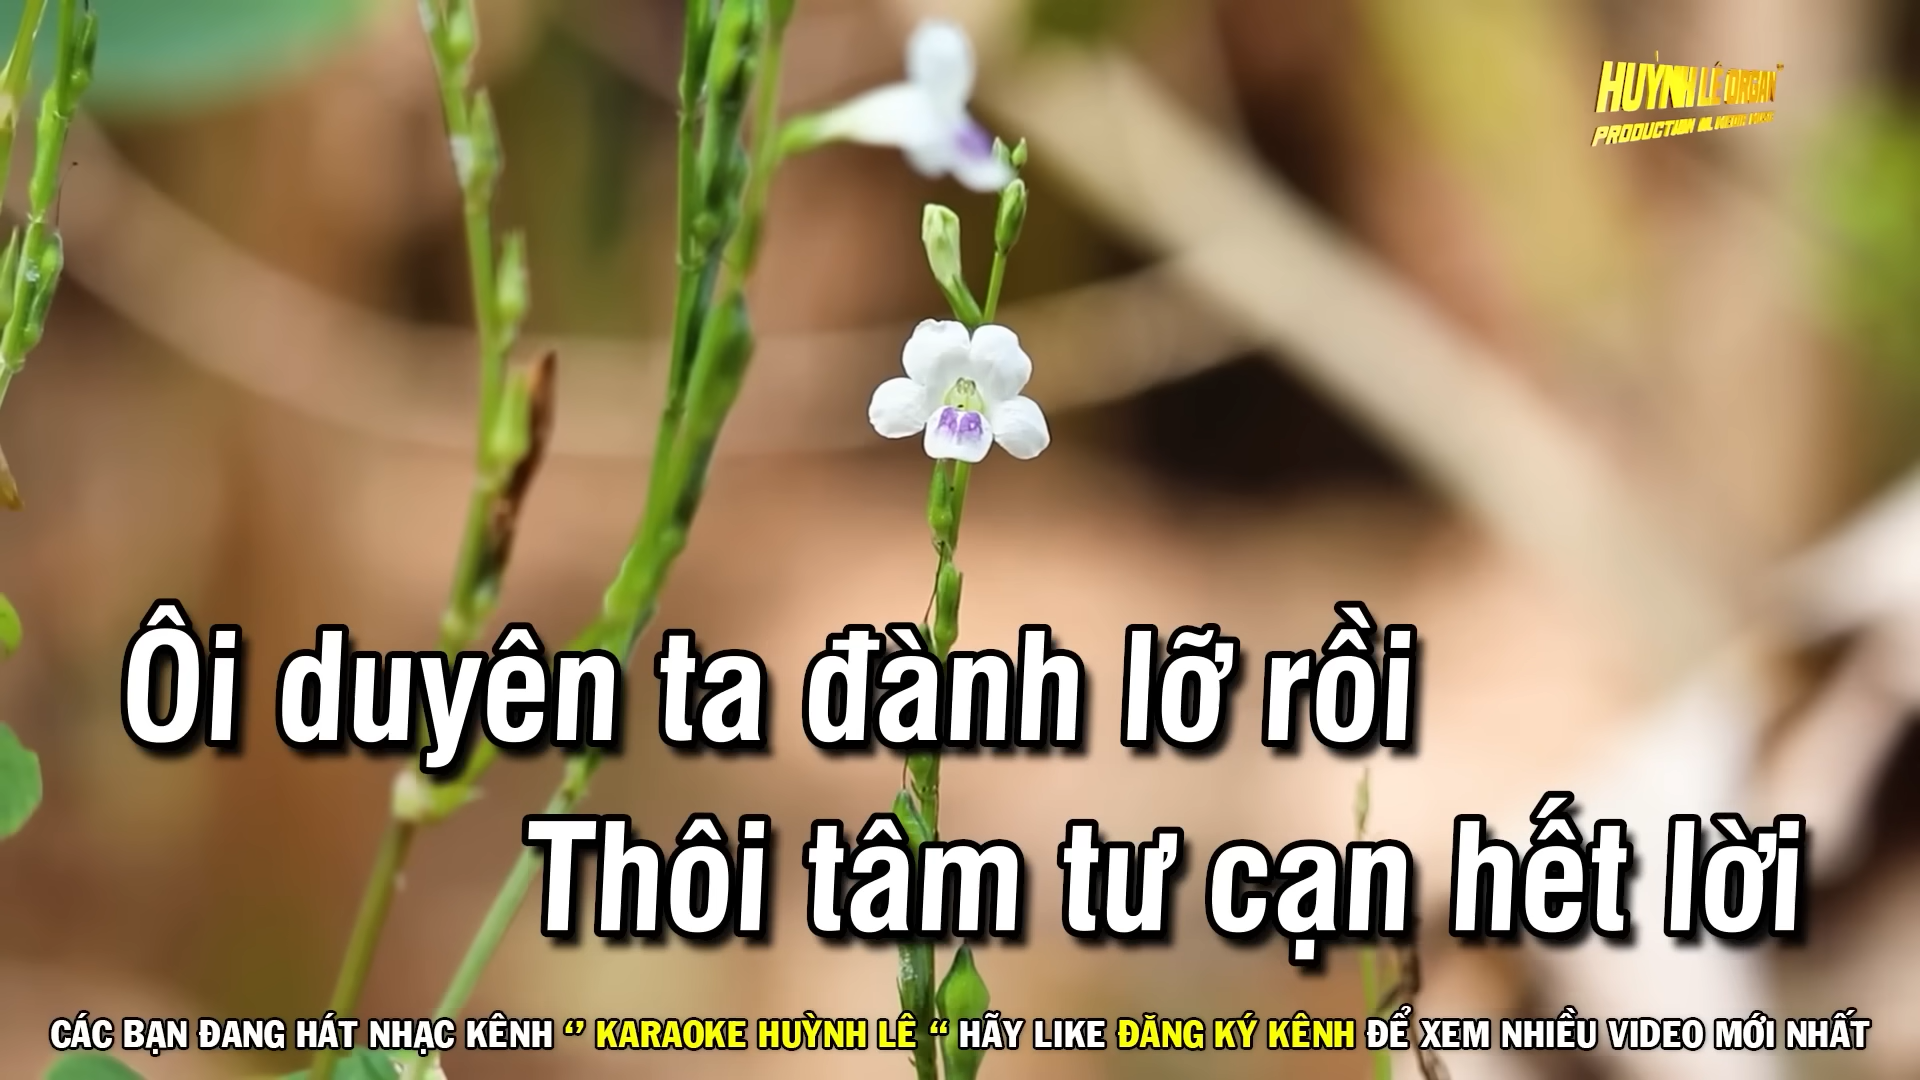 HUỲNH LÊ ORGAN
PRODUCTION
Ôi duyên ta đành lỡ rồi
Thôi tâm tư cạn hết lời
CÁC BẠN ĐANG HÁT NHẠC KÊNH “ KARAOKE HUỲNH LÊ “ HÃY LIKE ĐĂNG KÝ KÊNH ĐỂ XEM NHIỀU VIDEO MỚI NHẤT